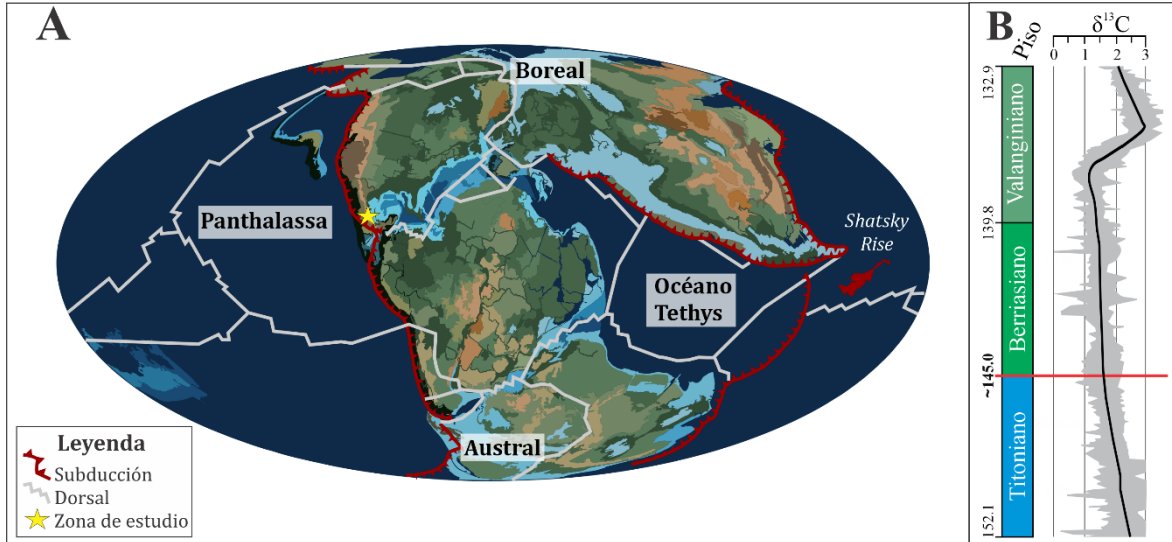 A
Boreal
Panthalassa
Shatsky
Rise
Océano
Tethys
Austral
Leyenda
Subducción
Dorsal
Zona de estudio
B
Piso
δ¹³C
0 1 2 3
132.9
Valanginiano
139.8
Berriasiano
~145.0
Titoniano
152.1